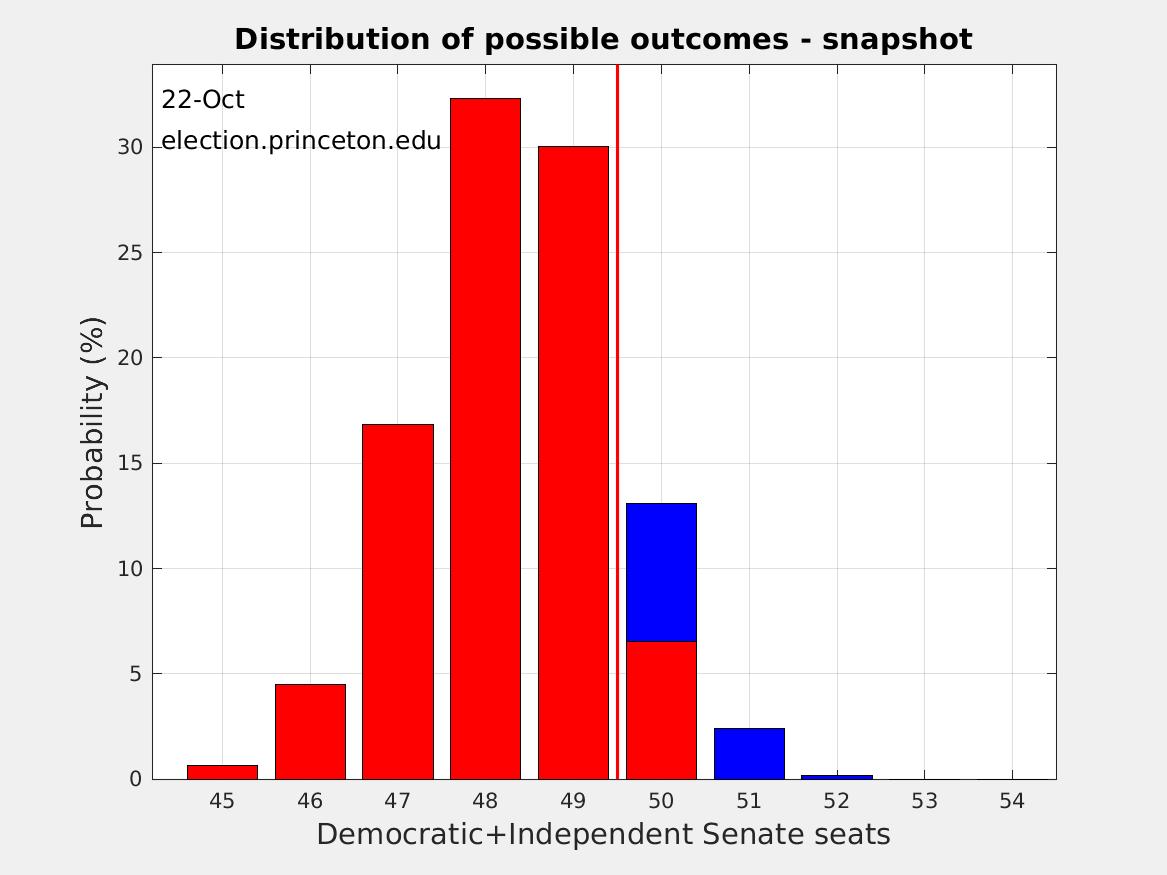 Distribution of possible outcomes - snapshot
22-Oct
election.princeton.edu
30
25
20
15
10
5
0
Probability (%)
45 46 47 48 49 50 51 52 53 54
Democratic+Independent Senate seats